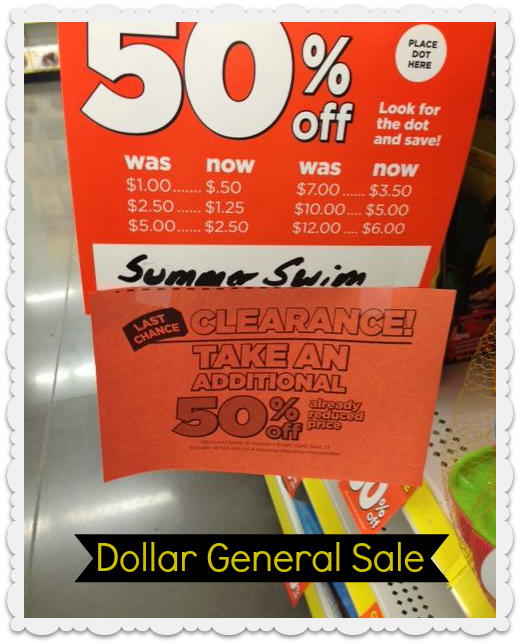 50%
off
PLACE
DOT
HERE
Look for
the dot
and save!
was now was now
$1.00....... $.50 $7.00...... $3.50
$2.50...... $1.25 $10.00.... $5.00
$5.00...... $2.50 $12.00.... $6.00
Summer Swim
LAST
CHANCE
CLEARANCE!
TAKE AN
ADDITIONAL
50%
off
already
reduced
price
% off
Dollar General Sale